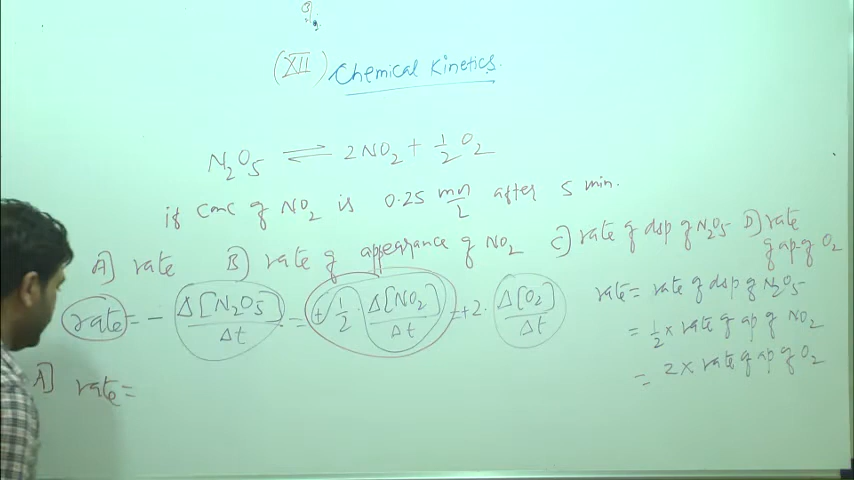 (XII) Chemical Kinetics.
N₂O₅ ⇌ 2NO₂ + 1/2 O₂
if conc of NO₂ is 0.25 mol/L after 5 min.
A] rate B] rate of appearance of NO₂ C] rate of dsp of N₂O₅ D] rate of ap. of O₂
rate = - Δ[N₂O₅]/Δt = + 1/2 · Δ[NO₂]/Δt = +2 · Δ[O₂]/Δt
rate = rate of dsp of N₂O₅
= 1/2 × rate of ap of NO₂
= 2 × rate of ap of O₂
A] rate =